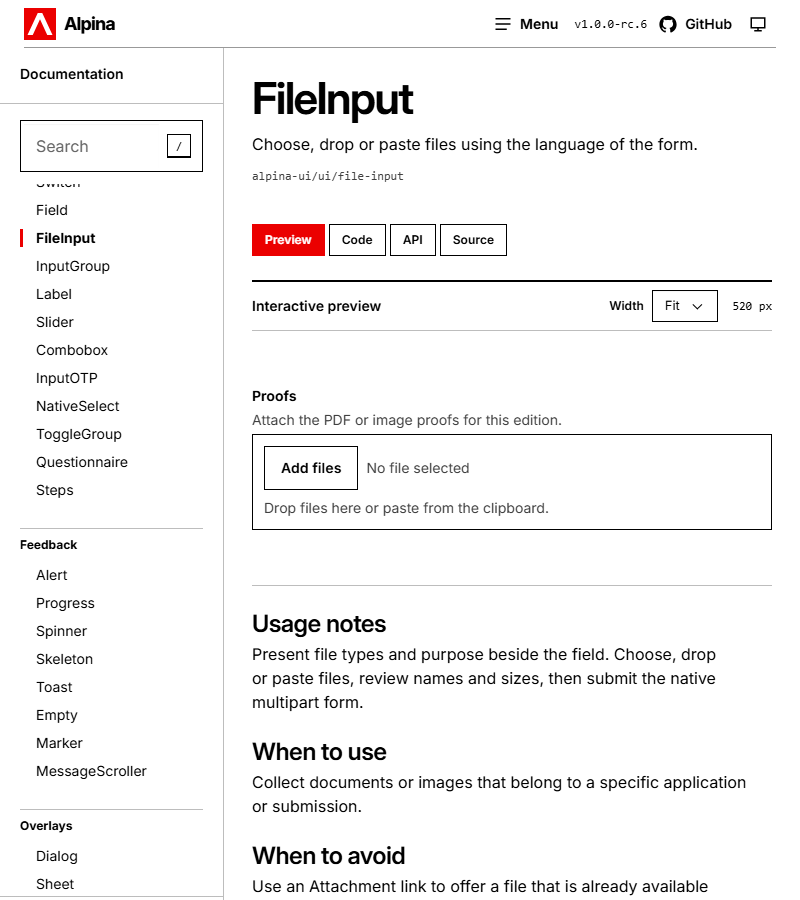 Alpina
Menu
v1.0.0-rc.6
GitHub
Documentation
Search
/
Switch
Field
FileInput
InputGroup
Label
Slider
Combobox
InputOTP
NativeSelect
ToggleGroup
Questionnaire
Steps
Feedback
Alert
Progress
Spinner
Skeleton
Toast
Empty
Marker
MessageScroller
Overlays
Dialog
Sheet
FileInput
Choose, drop or paste files using the language of the form.
alpina-ui/ui/file-input
Preview
Code
API
Source
Interactive preview
Width
Fit
520 px
Proofs
Attach the PDF or image proofs for this edition.
Add files
No file selected
Drop files here or paste from the clipboard.
Usage notes
Present file types and purpose beside the field. Choose, drop
or paste files, review names and sizes, then submit the native
multipart form.
When to use
Collect documents or images that belong to a specific application
or submission.
When to avoid
Use an Attachment link to offer a file that is already available